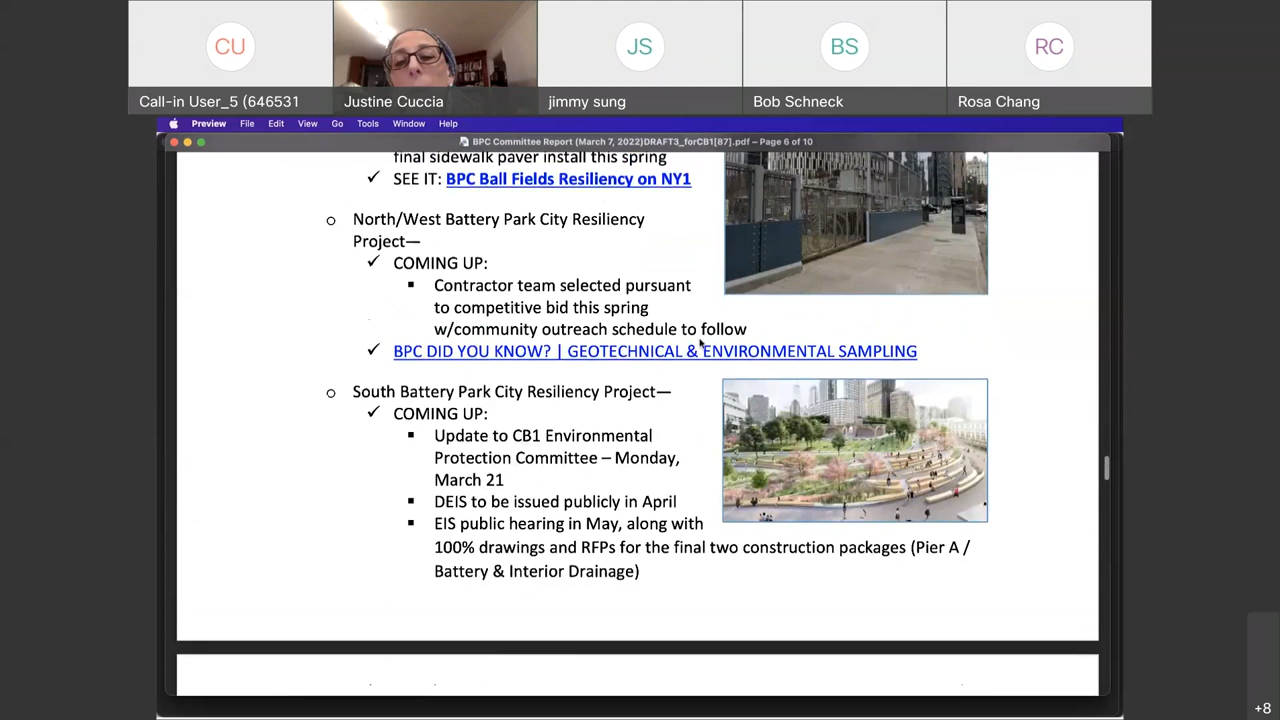 CU
JS
BS
RC
Call-in User_5 (646531
Justine Cuccia
jimmy sung
Bob Schneck
Rosa Chang
Preview File Edit View Go Tools Window Help
BPC Committee Report (March 7, 2022)DRAFT3_forCB1[87].pdf – Page 6 of 10
final sidewalk paver install this spring
✓ SEE IT: BPC Ball Fields Resiliency on NY1
o North/West Battery Park City Resiliency
Project—
✓ COMING UP:
▪ Contractor team selected pursuant
to competitive bid this spring
w/community outreach schedule to follow
✓ BPC DID YOU KNOW? | GEOTECHNICAL & ENVIRONMENTAL SAMPLING
o South Battery Park City Resiliency Project—
✓ COMING UP:
▪ Update to CB1 Environmental
Protection Committee – Monday,
March 21
▪ DEIS to be issued publicly in April
▪ EIS public hearing in May, along with
100% drawings and RFPs for the final two construction packages (Pier A /
Battery & Interior Drainage)
+8